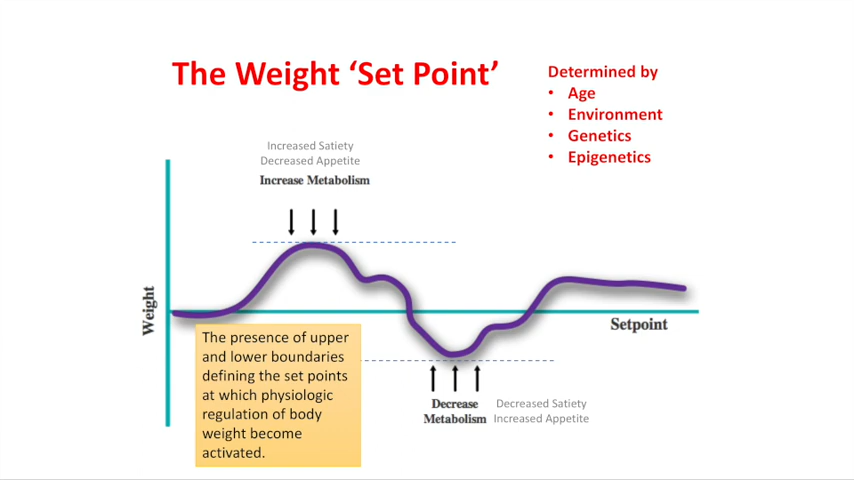 The Weight ‘Set Point’
Determined by
• Age
• Environment
• Genetics
• Epigenetics
Increased Satiety
Decreased Appetite
Increase Metabolism
Weight
Setpoint
The presence of upper
and lower boundaries
defining the set points
at which physiologic
regulation of body
weight become
activated.
Decrease
Metabolism
Decreased Satiety
Increased Appetite